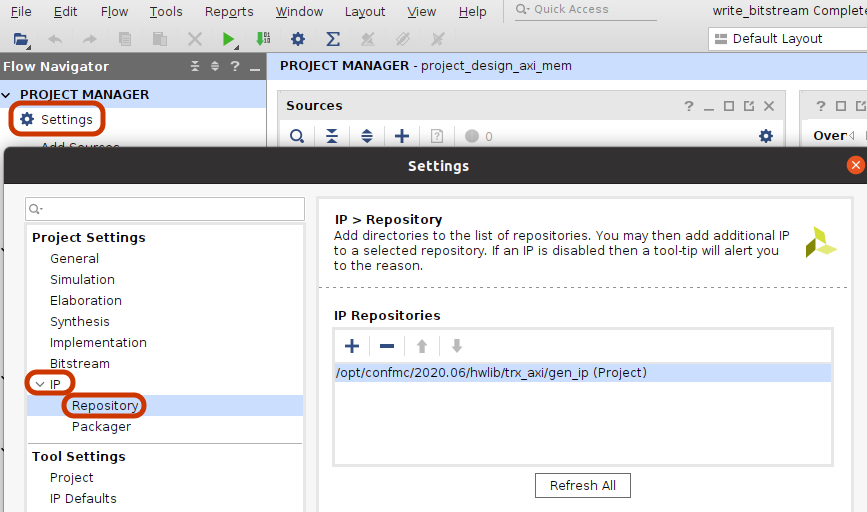 File Flow Tools Reports Window Layout View Help Quick Access write_bitstream Complete
Default Layout
Flow Navigator
PROJECT MANAGER - project_design_axi_mem
PROJECT MANAGER
Settings
Sources
0
Over
Add Sources
Settings
Project Settings
General
Simulation
Elaboration
Synthesis
Implementation
Bitstream
IP
Repository
Packager
Tool Settings
Project
IP Defaults
IP > Repository
Add directories to the list of repositories. You may then add additional IP
to a selected repository. If an IP is disabled then a tool-tip will alert you
to the reason.
IP Repositories
/opt/confmc/2020.06/hwlib/trx_axi/gen_ip (Project)
Refresh All